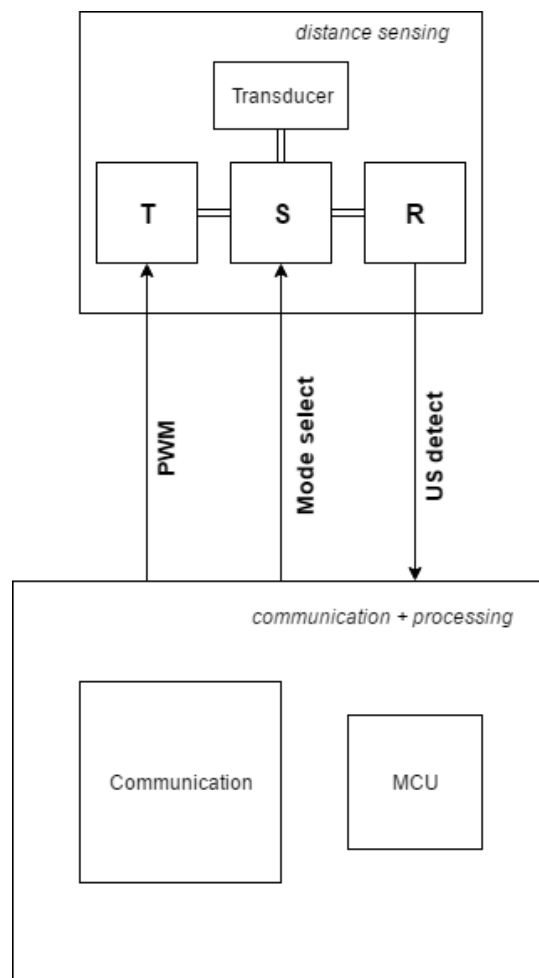 distance sensing
Transducer
T
S
R
PWM
Mode select
US detect
communication + processing
Communication
MCU